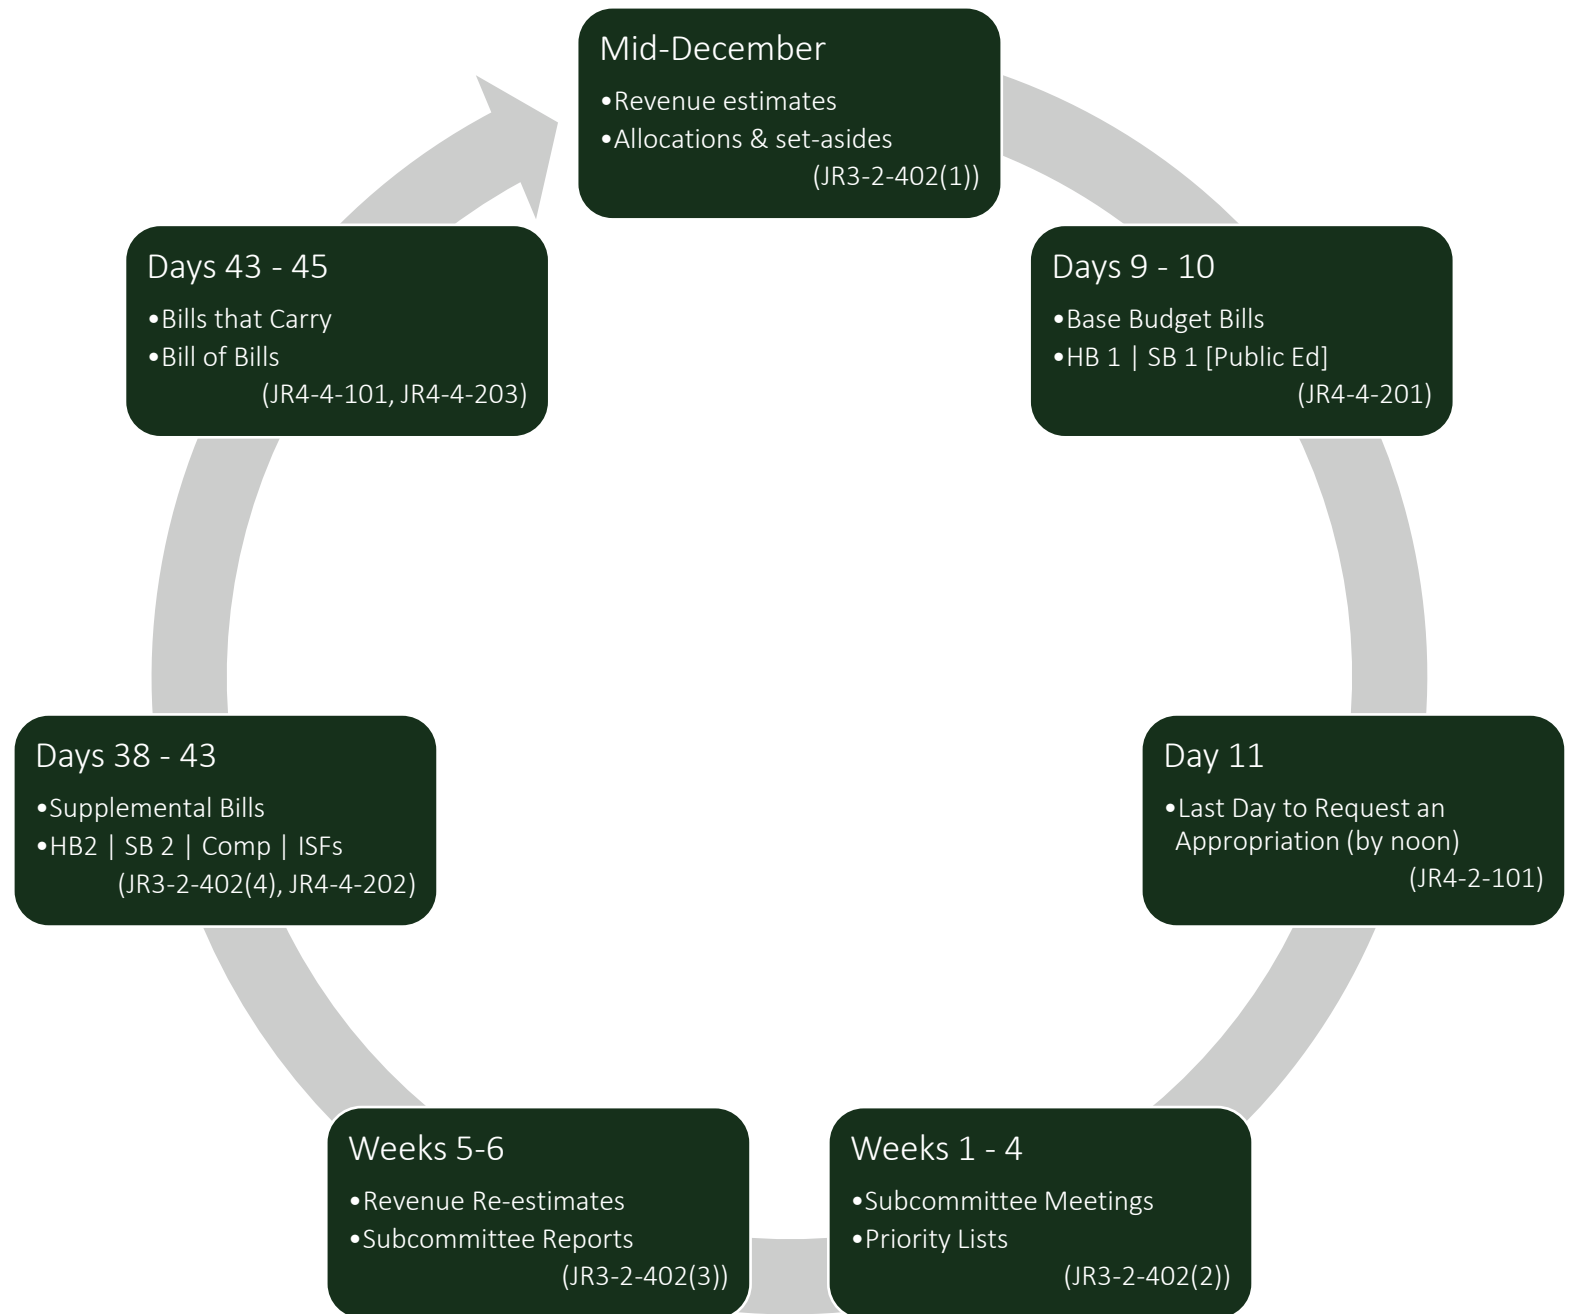 Mid-December
•Revenue estimates
•Allocations & set-asides
(JR3-2-402(1))
Days 9 - 10
•Base Budget Bills
•HB 1 | SB 1 [Public Ed]
(JR4-4-201)
Day 11
•Last Day to Request an
Appropriation (by noon)
(JR4-2-101)
Weeks 1 - 4
•Subcommittee Meetings
•Priority Lists
(JR3-2-402(2))
Weeks 5-6
•Revenue Re-estimates
•Subcommittee Reports
(JR3-2-402(3))
Days 38 - 43
•Supplemental Bills
•HB2 | SB 2 | Comp | ISFs
(JR3-2-402(4), JR4-4-202)
Days 43 - 45
•Bills that Carry
•Bill of Bills
(JR4-4-101, JR4-4-203)